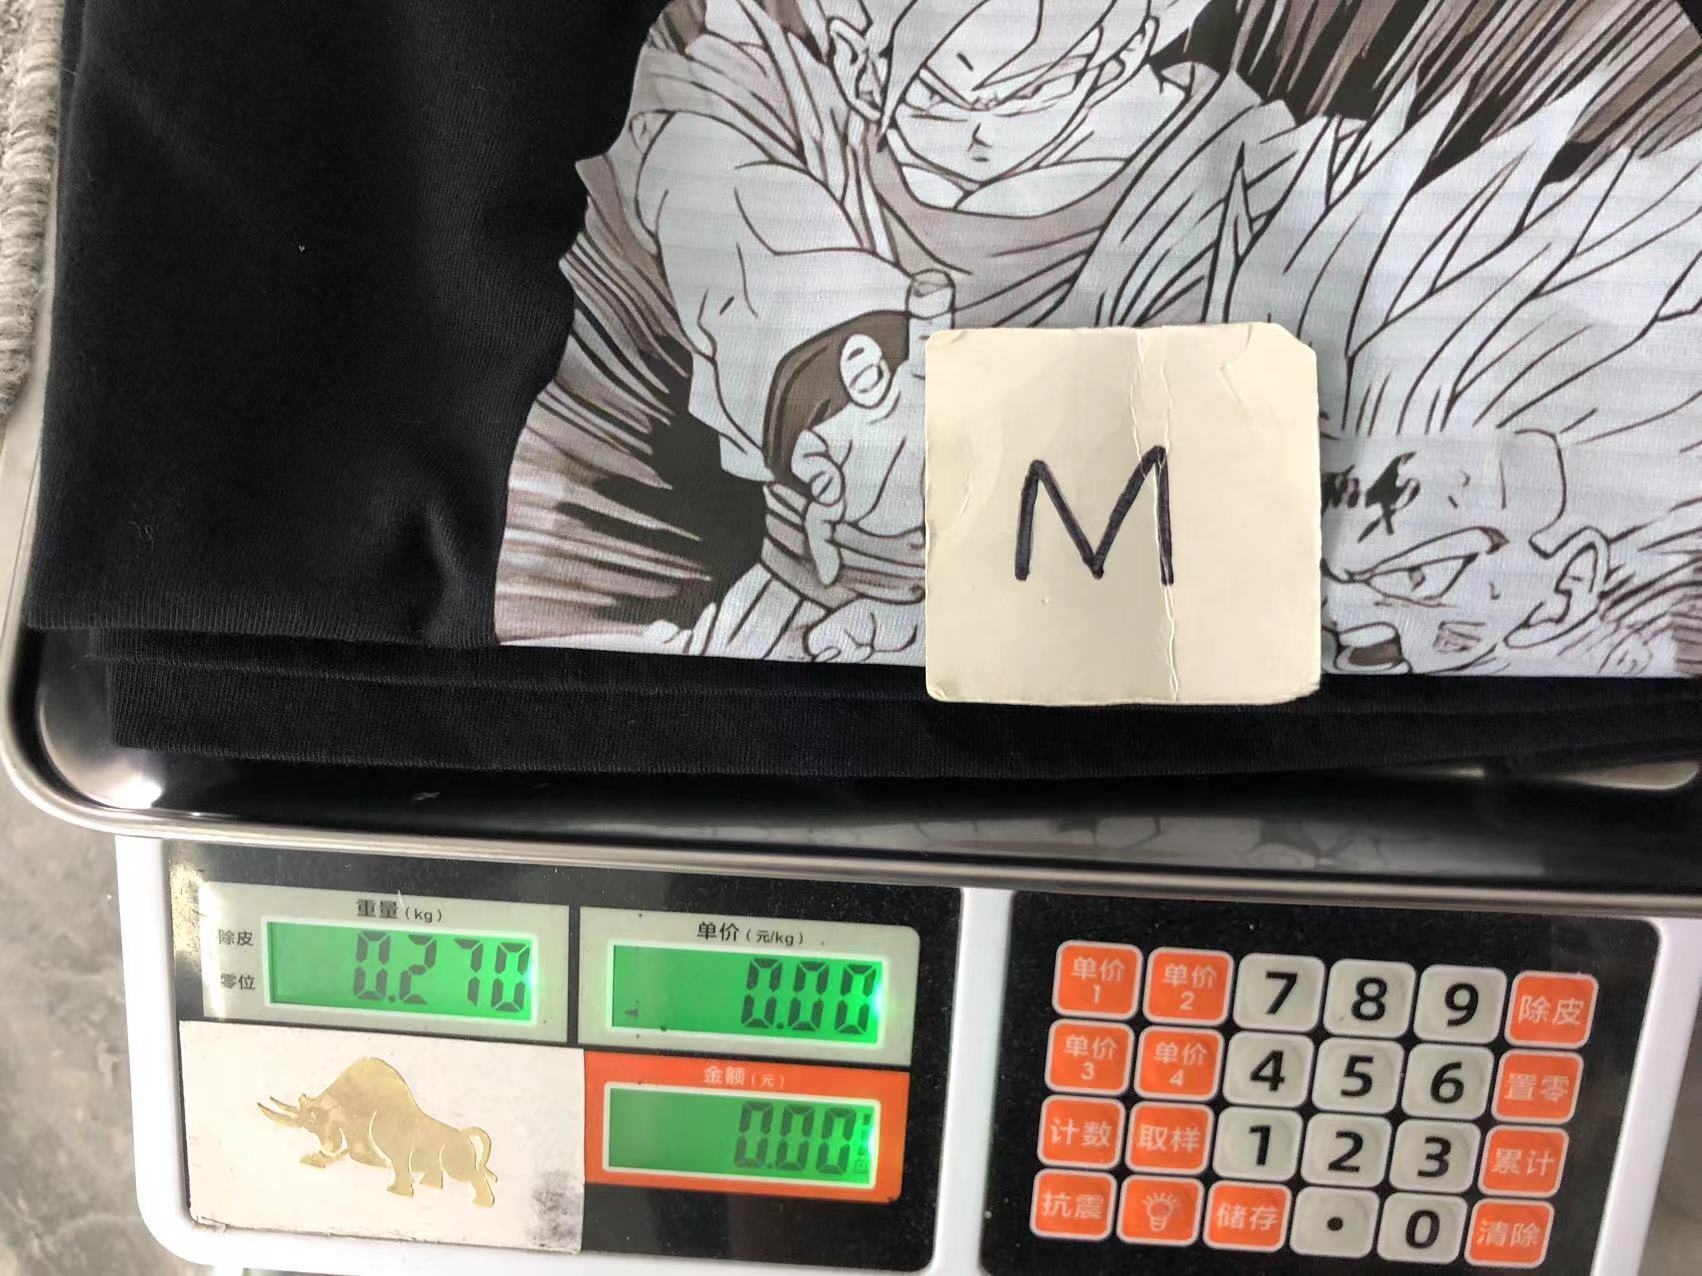 M
重量（kg）
除皮
零位
0.270
单价（元/kg）
0.00
金额（元）
0.00
单价1 单价2 7 8 9 除皮
单价3 单价4 4 5 6 置零
计数 取样 1 2 3 累计
抗震 储存 • 0 清除